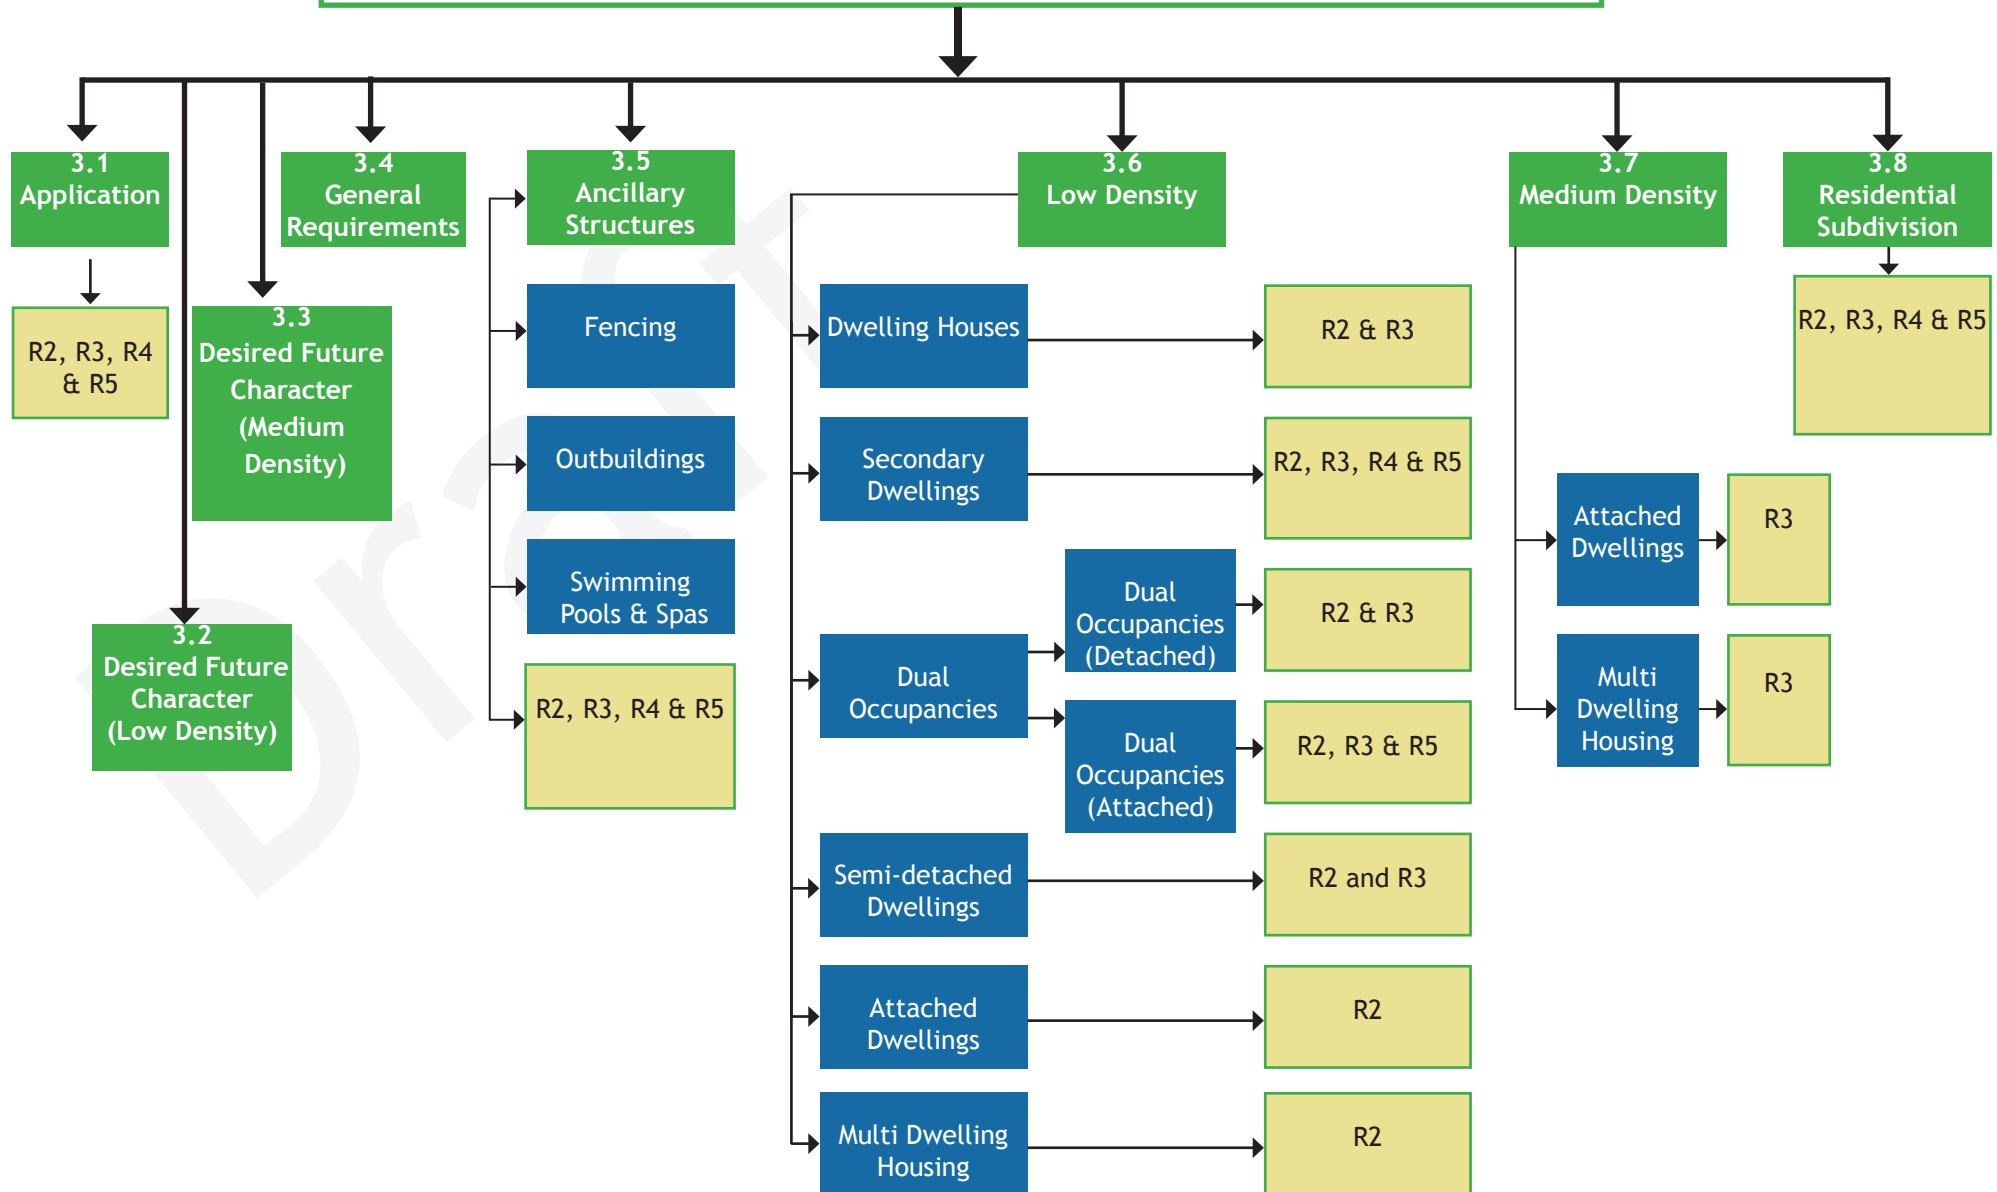 3.1
Application
R2, R3, R4
& R5
3.2
Desired Future
Character
(Low Density)
3.3
Desired Future
Character
(Medium
Density)
3.4
General
Requirements
3.5
Ancillary
Structures
Fencing
Outbuildings
Swimming
Pools & Spas
R2, R3, R4 & R5
3.6
Low Density
Dwelling Houses
R2 & R3
Secondary
Dwellings
R2, R3, R4 & R5
Dual
Occupancies
Dual
Occupancies
(Detached)
R2 & R3
Dual
Occupancies
(Attached)
R2, R3 & R5
Semi-detached
Dwellings
R2 and R3
Attached
Dwellings
R2
Multi Dwelling
Housing
R2
3.7
Medium Density
Attached
Dwellings
R3
Multi
Dwelling
Housing
R3
3.8
Residential
Subdivision
R2, R3, R4 & R5
Draft